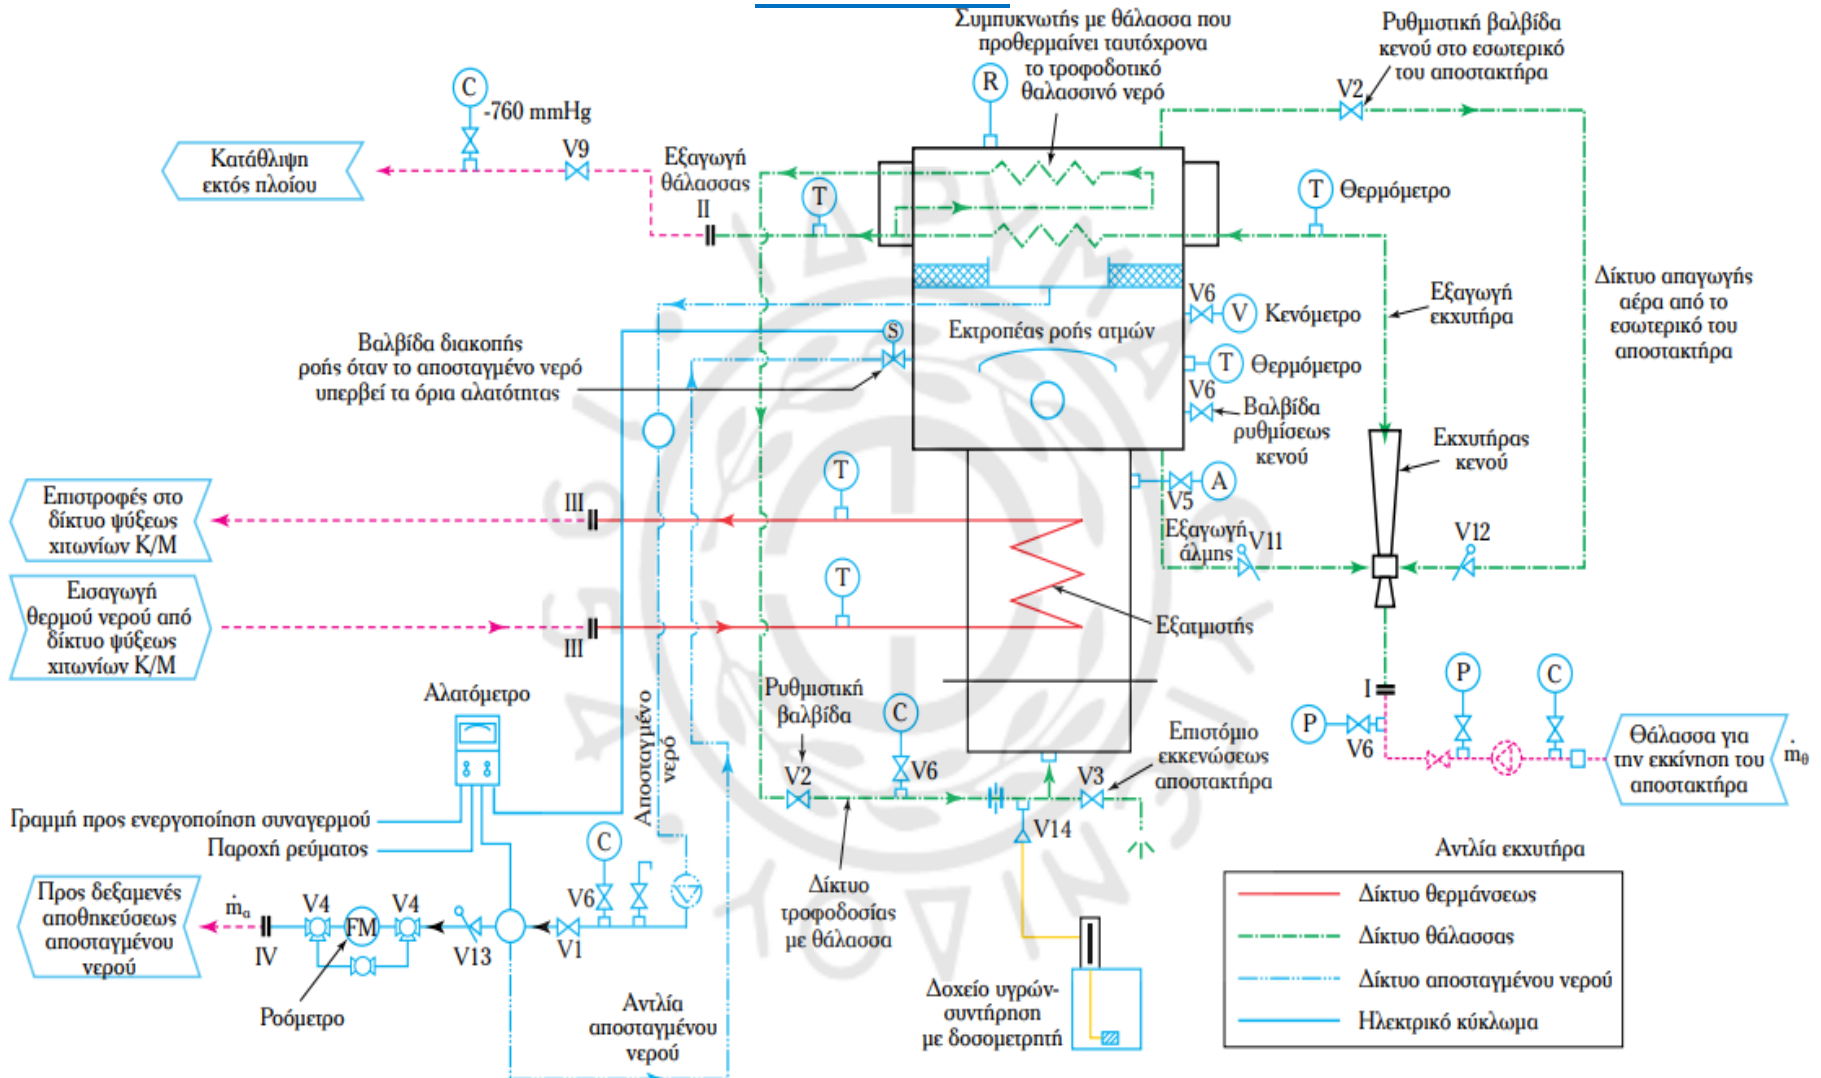 Συμπυκνωτής με θάλασσα που
προθερμαίνει ταυτόχρονα
το τροφοδοτικό
θαλασσινό νερό
Ρυθμιστική βαλβίδα
κενού στο εσωτερικό
του αποστακτήρα
V2
R
C
-760 mmHg
V9
Κατάθλιψη
εκτός πλοίου
Εξαγωγή
θάλασσας
II
T
T
Θερμόμετρο
Εξαγωγή
εκχυτήρα
Δίκτυο απαγωγής
αέρα από το
εσωτερικό του
αποστακτήρα
V6
V
Κενόμετρο
Εκτροπέας ροής ατμών
S
Βαλβίδα διακοπής
ροής όταν το αποσταγμένο νερό
υπερβεί τα όρια αλατότητας
T
Θερμόμετρο
V6
Βαλβίδα
ρυθμίσεως
κενού
Εκχυτήρας
κενού
T
A
V5
Επιστροφές στο
δίκτυο ψύξεως
χιτωνίων Κ/Μ
III
Εξαγωγή
άλμης
V11
V12
T
Εισαγωγή
θερμού νερού από
δίκτυο ψύξεως
χιτωνίων Κ/Μ
III
Εξατμιστής
Αλατόμετρο
Αποσταγμένο
νερό
Ρυθμιστική
βαλβίδα
C
V2
V6
V3
Επιστόμιο
εκκενώσεως
αποστακτήρα
I
P
V6
P
C
Θάλασσα για
την εκκίνηση του
αποστακτήρα
ṁθ
Γραμμή προς ενεργοποίηση συναγερμού
Παροχή ρεύματος
C
V6
V14
Προς δεξαμενές
αποθηκεύσεως
αποσταγμένου
νερού
ṁα
IV
V4
FM
V4
V13
V1
Ροόμετρο
Αντλία
αποσταγμένου
νερού
Δίκτυο
τροφοδοσίας
με θάλασσα
Δοχείο υγρών-
συντήρηση
με δοσομετρητή
Αντλία εκχυτήρα
Δίκτυο θερμάνσεως
Δίκτυο θάλασσας
Δίκτυο αποσταγμένου νερού
Ηλεκτρικό κύκλωμα